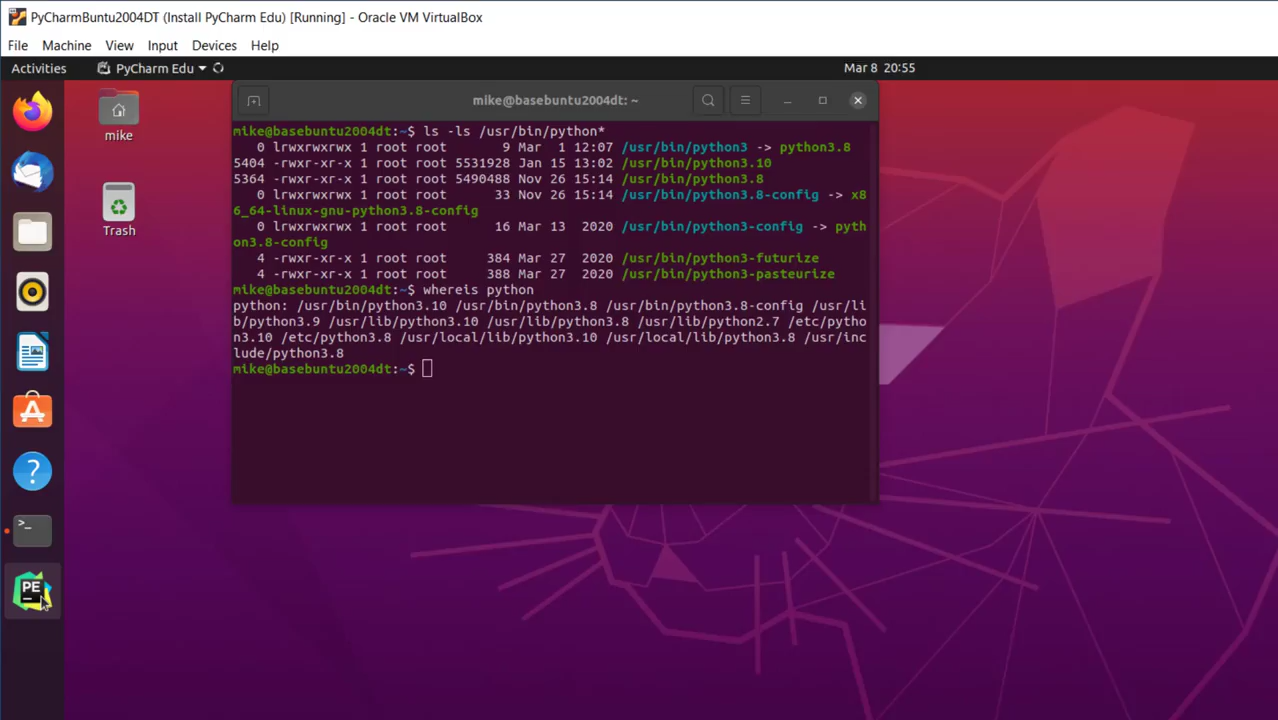 PyCharmBuntu2004DT (Install PyCharm Edu) [Running] - Oracle VM VirtualBox
File Machine View Input Devices Help
Activities PyCharm Edu Mar 8 20:55
mike@basebuntu2004dt: ~
mike
Trash
mike@basebuntu2004dt:~$ ls -ls /usr/bin/python*
0 lrwxrwxrwx 1 root root 9 Mar 1 12:07 /usr/bin/python3 -> python3.8
5404 -rwxr-xr-x 1 root root 5531928 Jan 15 13:02 /usr/bin/python3.10
5364 -rwxr-xr-x 1 root root 5490488 Nov 26 15:14 /usr/bin/python3.8
0 lrwxrwxrwx 1 root root 33 Nov 26 15:14 /usr/bin/python3.8-config -> x8
6_64-linux-gnu-python3.8-config
0 lrwxrwxrwx 1 root root 16 Mar 13 2020 /usr/bin/python3-config -> pyth
on3.8-config
4 -rwxr-xr-x 1 root root 384 Mar 27 2020 /usr/bin/python3-futurize
4 -rwxr-xr-x 1 root root 388 Mar 27 2020 /usr/bin/python3-pasteurize
mike@basebuntu2004dt:~$ whereis python
python: /usr/bin/python3.10 /usr/bin/python3.8 /usr/bin/python3.8-config /usr/li
b/python3.9 /usr/lib/python3.10 /usr/lib/python3.8 /usr/lib/python2.7 /etc/pytho
n3.10 /etc/python3.8 /usr/local/lib/python3.10 /usr/local/lib/python3.8 /usr/inc
lude/python3.8
mike@basebuntu2004dt:~$
?
>_
PE